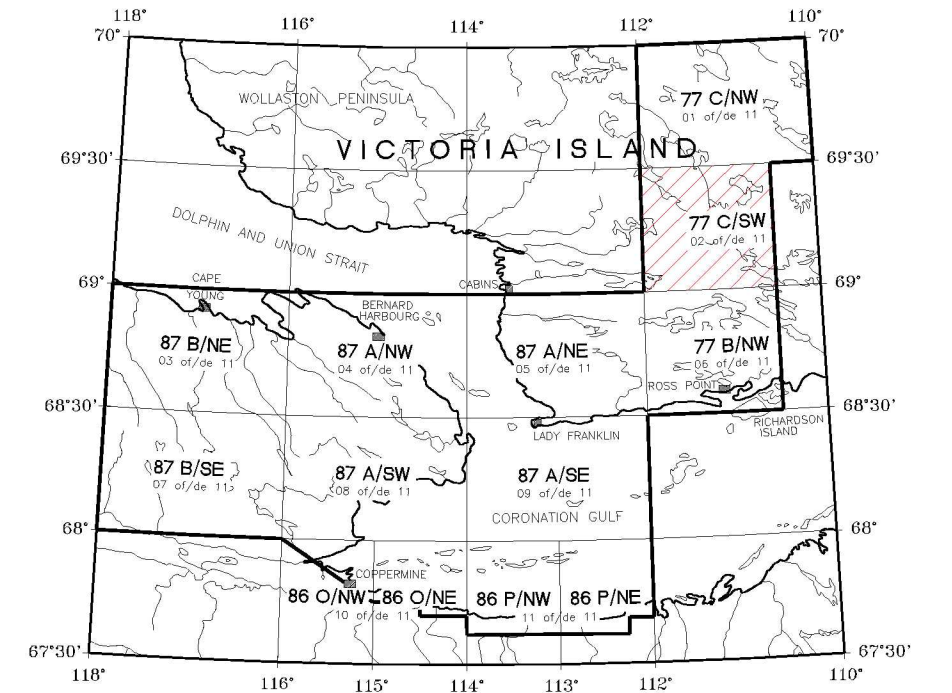 118° 116° 114° 112° 110°
70° 70°
WOLLASTON PENINSULA
77 C/NW
01 of/de 11
VICTORIA ISLAND
69°30' 69°30'
DOLPHIN AND UNION STRAIT
77 C/SW
02 of/de 11
69° 69°
CAPE
YOUNG
CABINS
BERNARD
HARBOURG
87 B/NE
03 of/de 11
87 A/NW
04 of/de 11
87 A/NE
05 of/de 11
77 B/NW
06 of/de 11
ROSS POINT
68°30' 68°30'
LADY FRANKLIN
RICHARDSON
ISLAND
87 B/SE
07 of/de 11
87 A/SW
08 of/de 11
87 A/SE
09 of/de 11
CORONATION GULF
68° 68°
COPPERMINE
86 O/NW 86 O/NE
10 of/de 11
86 P/NW 86 P/NE
11 of/de 11
67°30' 67°30'
118° 116° 115° 114° 113° 112° 110°